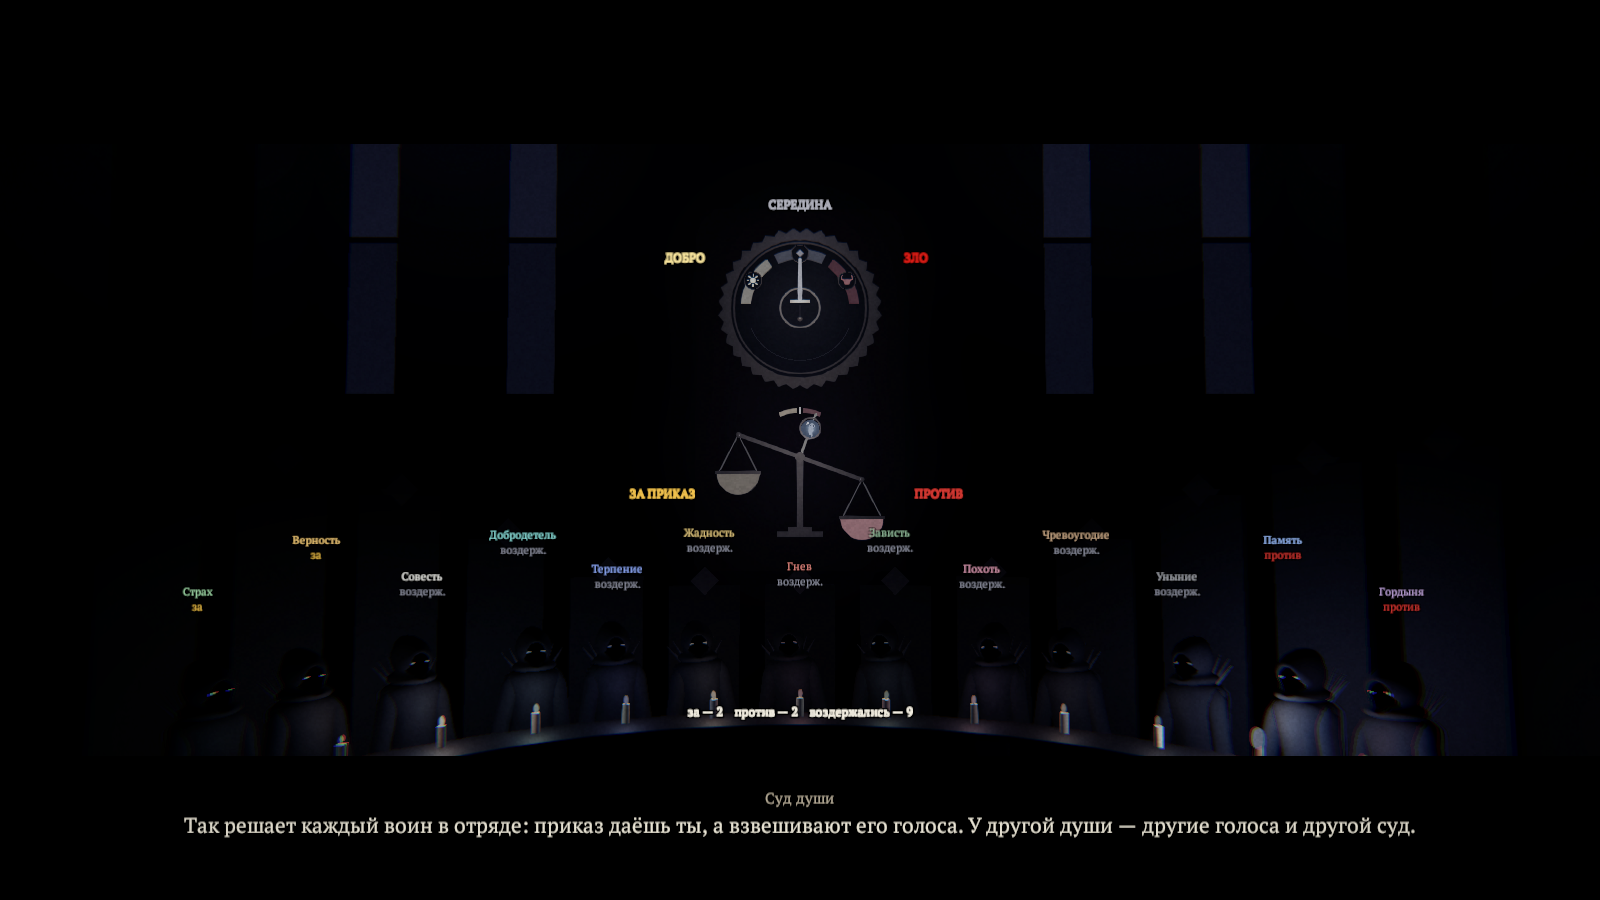 СЕРЕДИНА
ДОБРО
ЗЛО
ЗА ПРИКАЗ
ПРОТИВ
Страх
за
Верность
за
Совесть
воздерж.
Добродетель
воздерж.
Терпение
воздерж.
Жадность
воздерж.
Гнев
воздерж.
Зависть
воздерж.
Похоть
воздерж.
Чревоугодие
воздерж.
Уныние
воздерж.
Память
против
Гордыня
против
за — 2 против — 2 воздержались — 9
Суд души
Так решает каждый воин в отряде: приказ даёшь ты, а взвешивают его голоса. У другой души — другие голоса и другой суд.